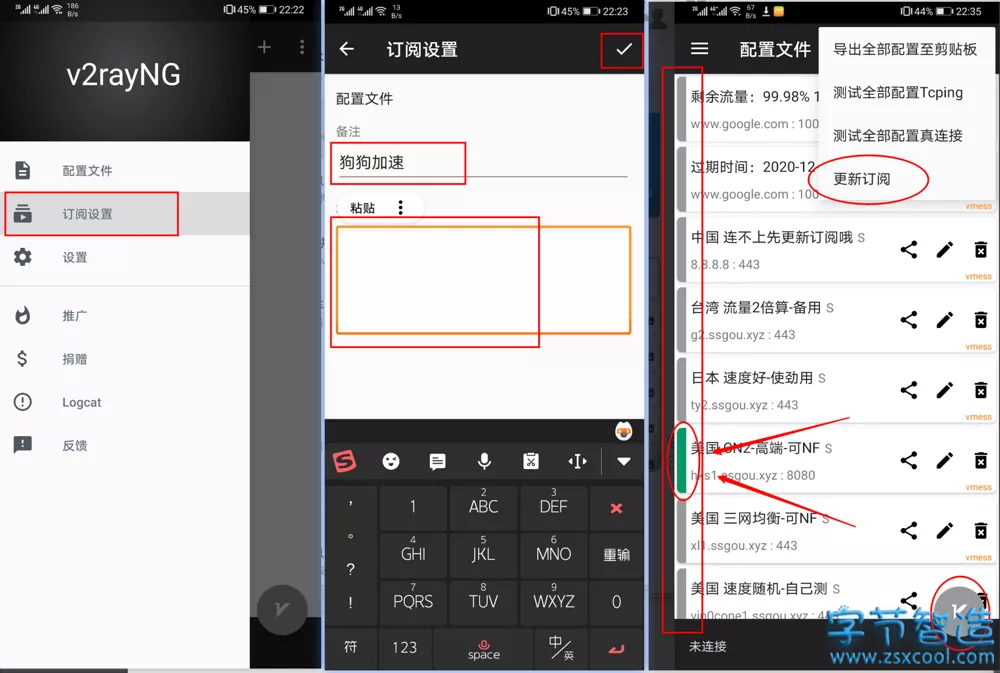 2G 4G 186 B/s 45% 22:22
v2rayNG
配置文件
订阅设置
设置
推广
捐赠
Logcat
反馈
2G 4G 13 B/s 45% 22:23
订阅设置
配置文件
备注
狗狗加速
粘贴
,
1
2
ABC
3
DEF
。
4
GHI
5
JKL
6
MNO
重输
?
!
7
PQRS
8
TUV
9
WXYZ
0
符
123
space
中/英
2G 4G 67 B/s 44% 22:35
配置文件
导出全部配置至剪贴板
测试全部配置Tcping
测试全部配置真连接
更新订阅
剩余流量：99.98% 1
www.google.com : 100
过期时间：2020-12-
www.google.com : 100
vmess
中国 连不上先更新订阅哦 S
8.8.8.8 : 443
vmess
台湾 流量2倍算-备用 S
g2.ssgou.xyz : 443
vmess
日本 速度好-使劲用 S
ty2.ssgou.xyz : 443
vmess
美国 CN2-高端-可NF S
ssgou.xyz : 8080
vmess
美国 三网均衡-可NF S
xl1.ssgou.xyz : 443
vmess
美国 速度随机-自己测 S
vip0cone1.ssgou.xyz : 44
未连接
字节智造
www.zsxcool.com